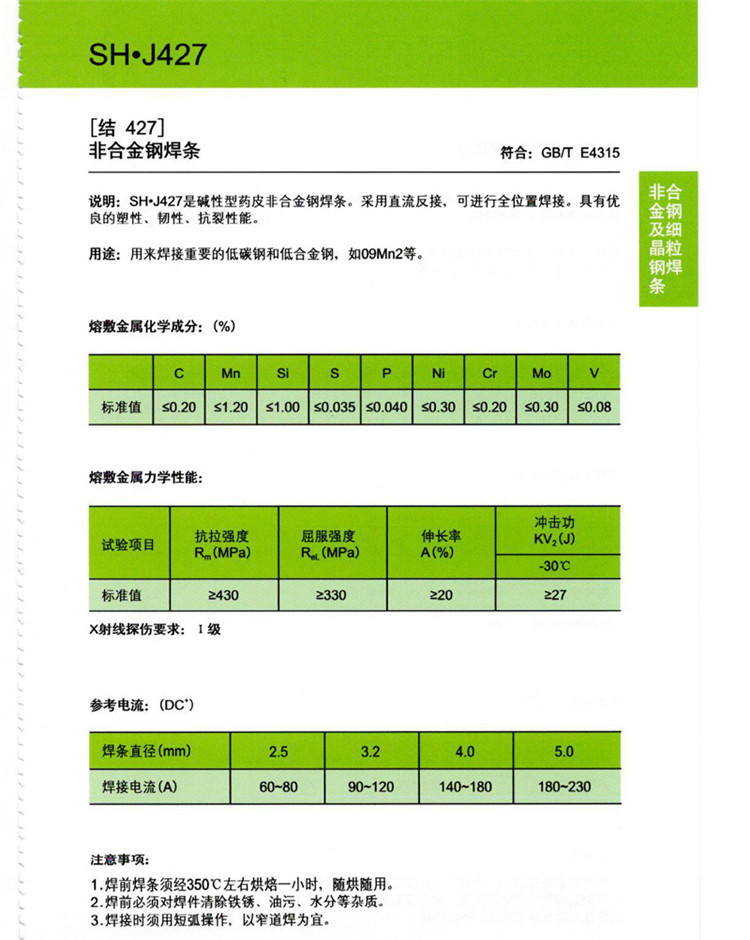 SH•J427
[结 427]
非合金钢焊条
符合：GB/T E4315
说明：SH•J427是碱性型药皮非合金钢焊条。采用直流反接，可进行全位置焊接。具有优
良的塑性、韧性、抗裂性能。
用途：用来焊接重要的低碳钢和低合金钢，如09Mn2等。
非合金钢及细晶粒钢焊条
熔敷金属化学成分：(%)
C Mn Si S P Ni Cr Mo V
标准值 ≤0.20 ≤1.20 ≤1.00 ≤0.035 ≤0.040 ≤0.30 ≤0.20 ≤0.30 ≤0.08
熔敷金属力学性能：
试验项目 抗拉强度 Rm(MPa) 屈服强度 ReL(MPa) 伸长率 A(%) 冲击功 KV2(J)
-30℃
标准值 ≥430 ≥330 ≥20 ≥27
X射线探伤要求：Ⅰ级
参考电流：(DC+)
焊条直径(mm) 2.5 3.2 4.0 5.0
焊接电流(A) 60~80 90~120 140~180 180~230
注意事项：
1.焊前焊条须经350℃左右烘焙一小时，随烘随用。
2.焊前必须对焊件清除铁锈、油污、水分等杂质。
3.焊接时须用短弧操作，以窄道焊为宜。